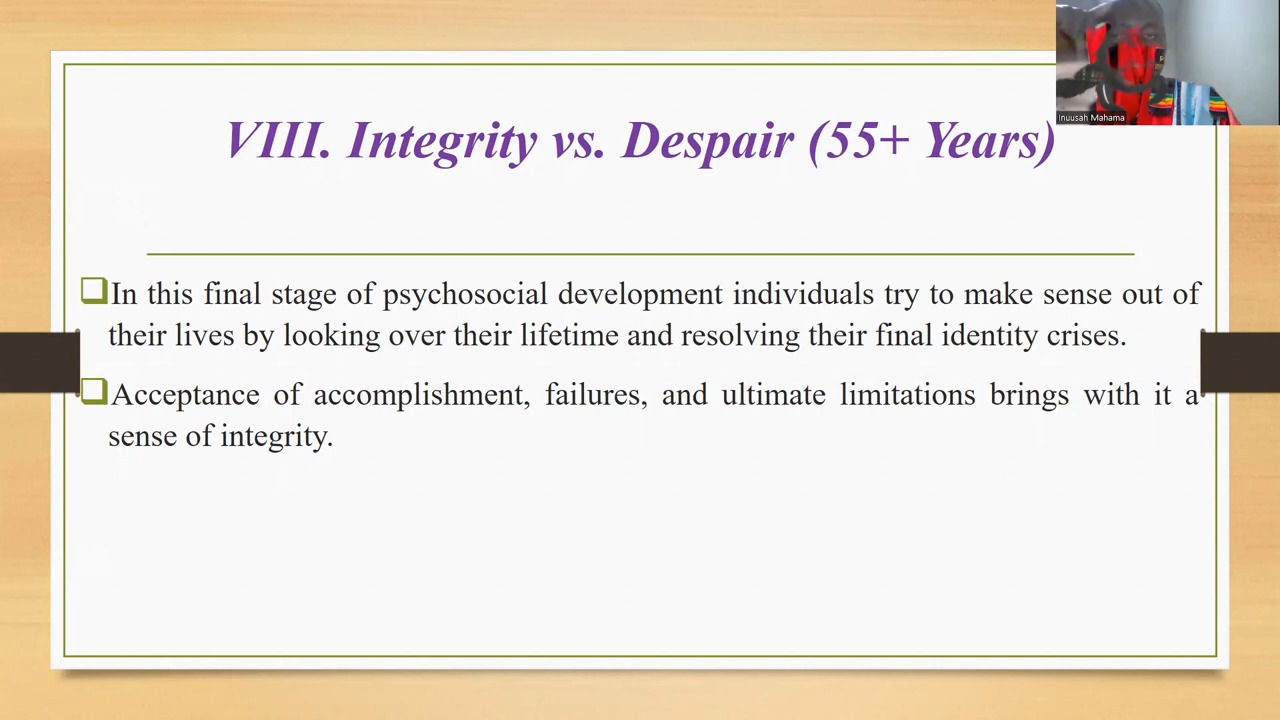 Inuusah Mahama
VIII. Integrity vs. Despair (55+ Years)
In this final stage of psychosocial development individuals try to make sense out of
their lives by looking over their lifetime and resolving their final identity crises.
Acceptance of accomplishment, failures, and ultimate limitations brings with it a
sense of integrity.